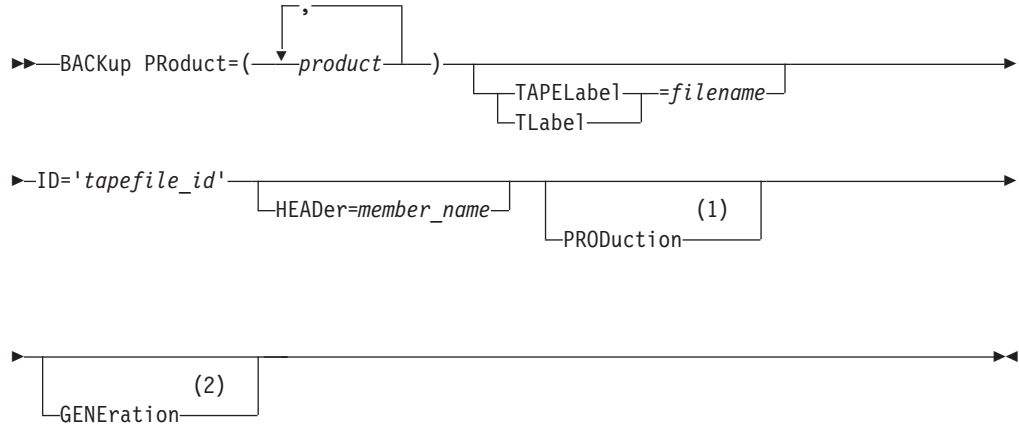 ,
BACKup PRoduct=( product )
TAPELabel =filename
TLabel
ID='tapefile_id'
HEADer=member_name
(1)
PRODuction
(2)
GENEration